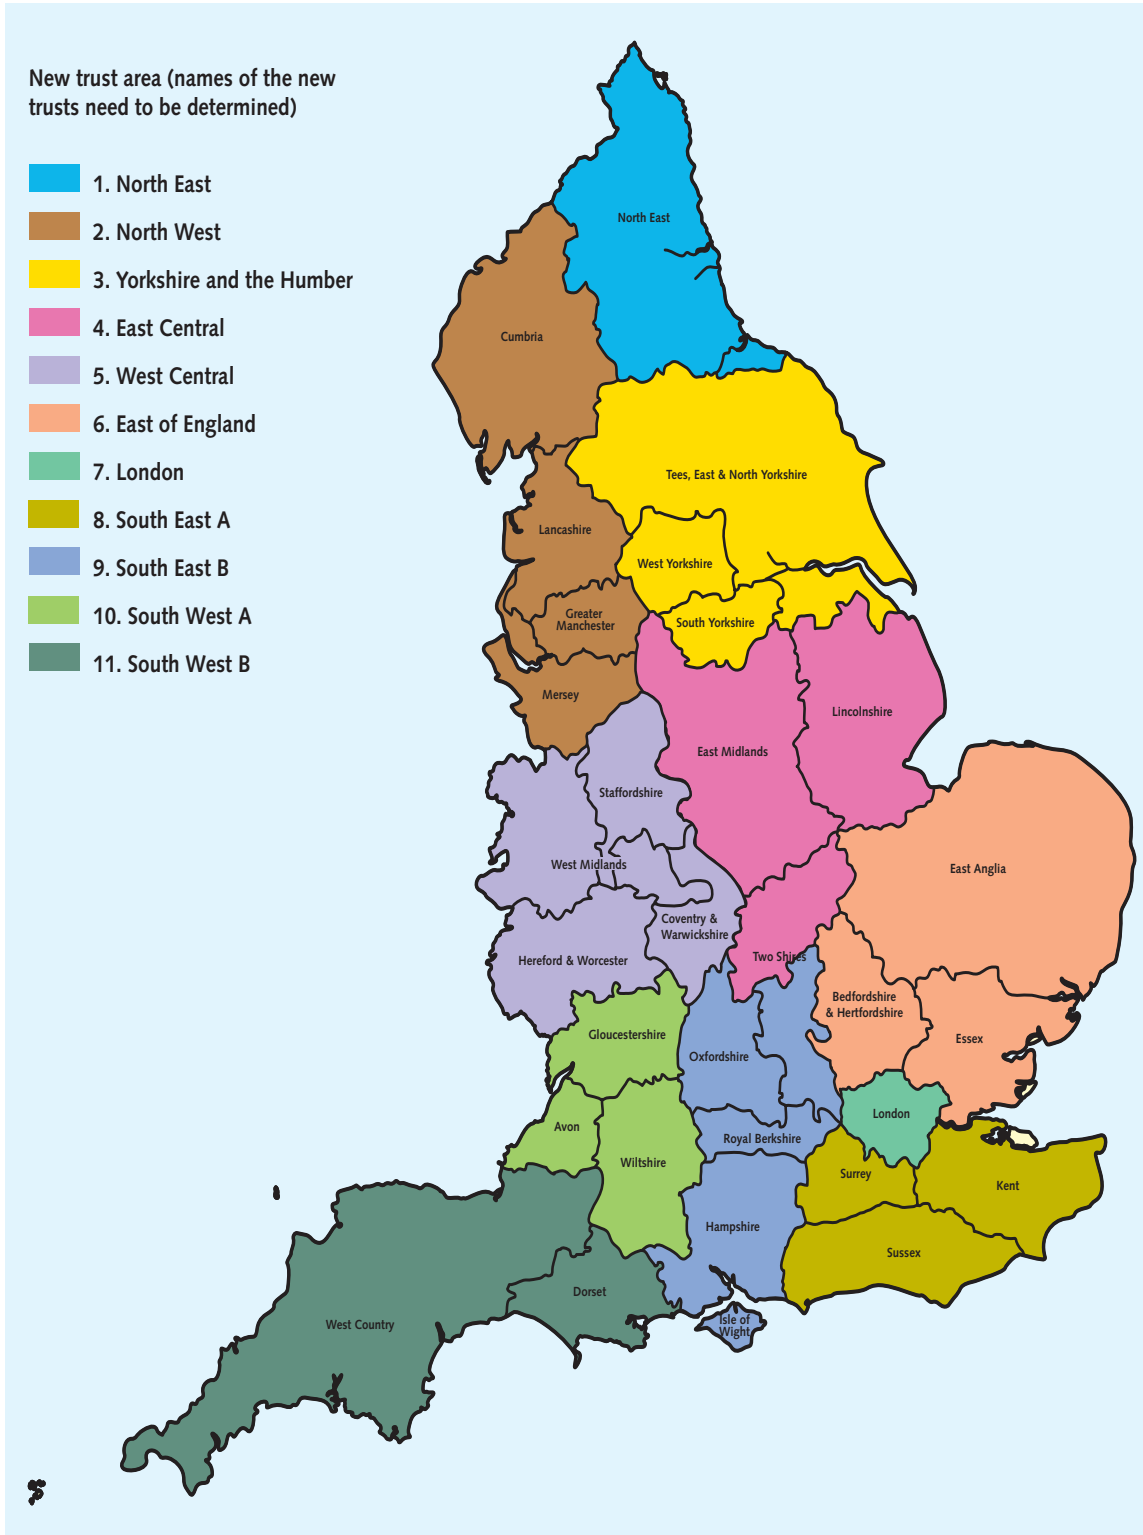 New trust area (names of the new
trusts need to be determined)
1. North East
2. North West
3. Yorkshire and the Humber
4. East Central
5. West Central
6. East of England
7. London
8. South East A
9. South East B
10. South West A
11. South West B
North East
Cumbria
Tees, East & North Yorkshire
Lancashire
West Yorkshire
Greater
Manchester
South Yorkshire
Mersey
Lincolnshire
East Midlands
Staffordshire
West Midlands
East Anglia
Coventry &
Warwickshire
Hereford & Worcester
Two Shires
Bedfordshire
& Hertfordshire
Gloucestershire
Oxfordshire
Essex
London
Avon
Royal Berkshire
Wiltshire
Surrey
Kent
Hampshire
Sussex
Dorset
West Country
Isle of
Wight